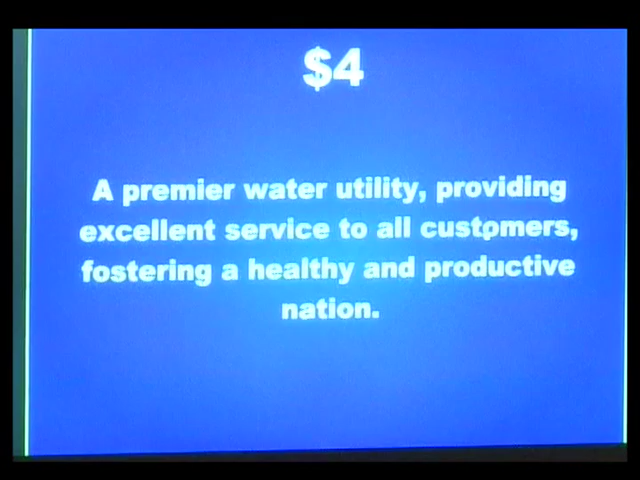 $4
A premier water utility, providing
excellent service to all customers,
fostering a healthy and productive
nation.